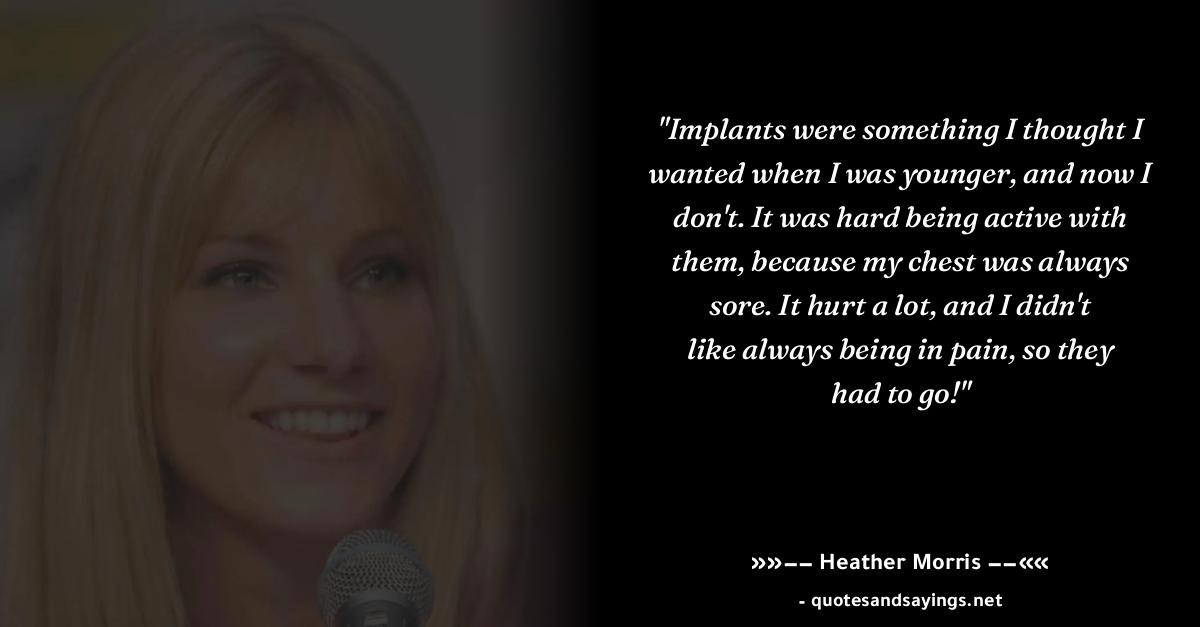 "Implants were something I thought I
wanted when I was younger, and now I
don't. It was hard being active with
them, because my chest was always
sore. It hurt a lot, and I didn't
like always being in pain, so they
had to go!"
»»−− Heather Morris −−««
- quotesandsayings.net